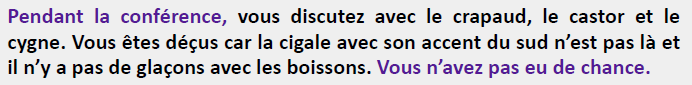 Pendant la conférence, vous discutez avec le crapaud, le castor et le
cygne. Vous êtes déçus car la cigale avec son accent du sud n’est pas là et
il n’y a pas de glaçons avec les boissons. Vous n’avez pas eu de chance.